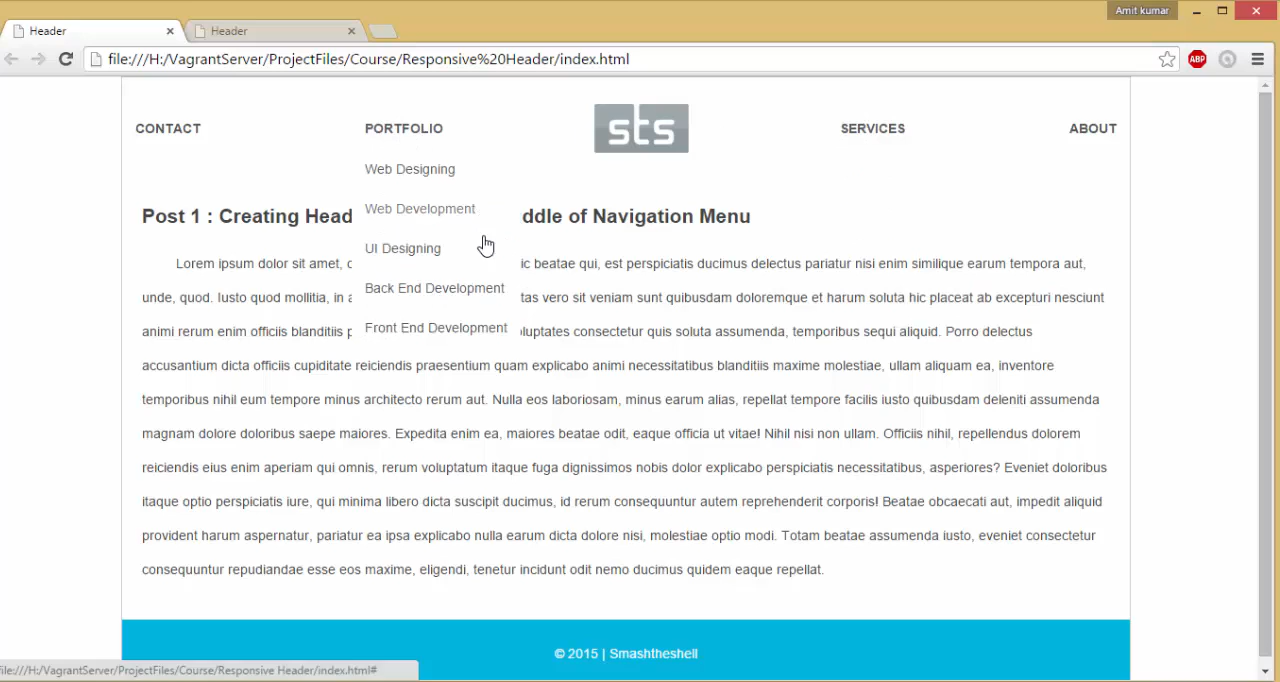 Amit kumar
Header
Header
file:///H:/VagrantServer/ProjectFiles/Course/Responsive%20Header/index.html
ABP
CONTACT PORTFOLIO sts SERVICES ABOUT
Web Designing
Web Development
UI Designing
Back End Development
Front End Development
Post 1 : Creating Head ddle of Navigation Menu
Lorem ipsum dolor sit amet, c ic beatae qui, est perspiciatis ducimus delectus pariatur nisi enim similique earum tempora aut,
unde, quod. Iusto quod mollitia, in a tas vero sit veniam sunt quibusdam doloremque et harum soluta hic placeat ab excepturi nesciunt
animi rerum enim officiis blanditiis p luptates consectetur quis soluta assumenda, temporibus sequi aliquid. Porro delectus
accusantium dicta officiis cupiditate reiciendis praesentium quam explicabo animi necessitatibus blanditiis maxime molestiae, ullam aliquam ea, inventore
temporibus nihil eum tempore minus architecto rerum aut. Nulla eos laboriosam, minus earum alias, repellat tempore facilis iusto quibusdam deleniti assumenda
magnam dolore doloribus saepe maiores. Expedita enim ea, maiores beatae odit, eaque officia ut vitae! Nihil nisi non ullam. Officiis nihil, repellendus dolorem
reiciendis eius enim aperiam qui omnis, rerum voluptatum itaque fuga dignissimos nobis dolor explicabo perspiciatis necessitatibus, asperiores? Eveniet doloribus
itaque optio perspiciatis iure, qui minima libero dicta suscipit ducimus, id rerum consequuntur autem reprehenderit corporis! Beatae obcaecati aut, impedit aliquid
provident harum aspernatur, pariatur ea ipsa explicabo nulla earum dicta dolore nisi, molestiae optio modi. Totam beatae assumenda iusto, eveniet consectetur
consequuntur repudiandae esse eos maxime, eligendi, tenetur incidunt odit nemo ducimus quidem eaque repellat.
© 2015 | Smashtheshell
file:///H:/VagrantServer/ProjectFiles/Course/Responsive Header/index.html#